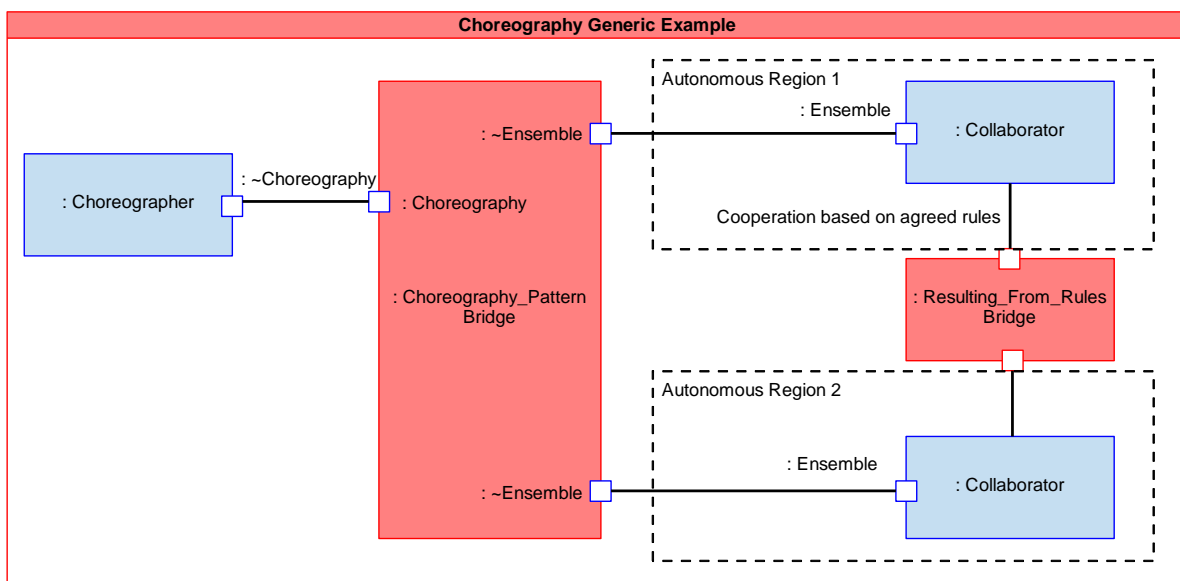 Choreography Generic Example
Autonomous Region 1
: Ensemble
: ~Ensemble
: Collaborator
: ~Choreography
: Choreographer
: Choreography
Cooperation based on agreed rules
: Choreography_Pattern
Bridge
: Resulting_From_Rules
Bridge
Autonomous Region 2
: Ensemble
: ~Ensemble
: Collaborator